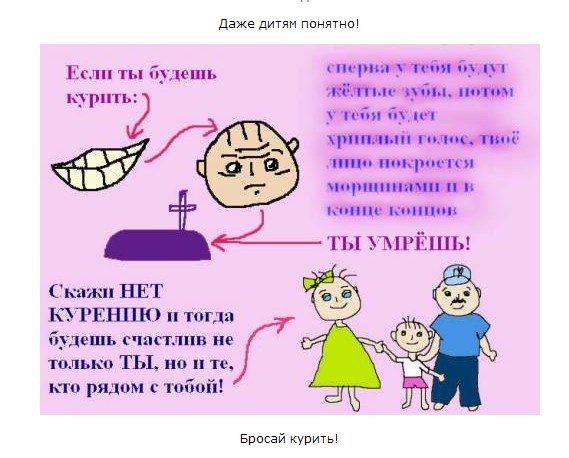 Даже дитям понятно!
Если ты будешь
курить:
сперва у тебя будут
жёлтые зубы, потом
у тебя будет
хриплый голос, твоё
лицо покроется
морщинами и в
конце концов
ТЫ УМРЁШЬ!
Скажи НЕТ
КУРЕНИЮ и тогда
будешь счастлив не
только ТЫ, но и те,
кто рядом с тобой!
Бросай курить!